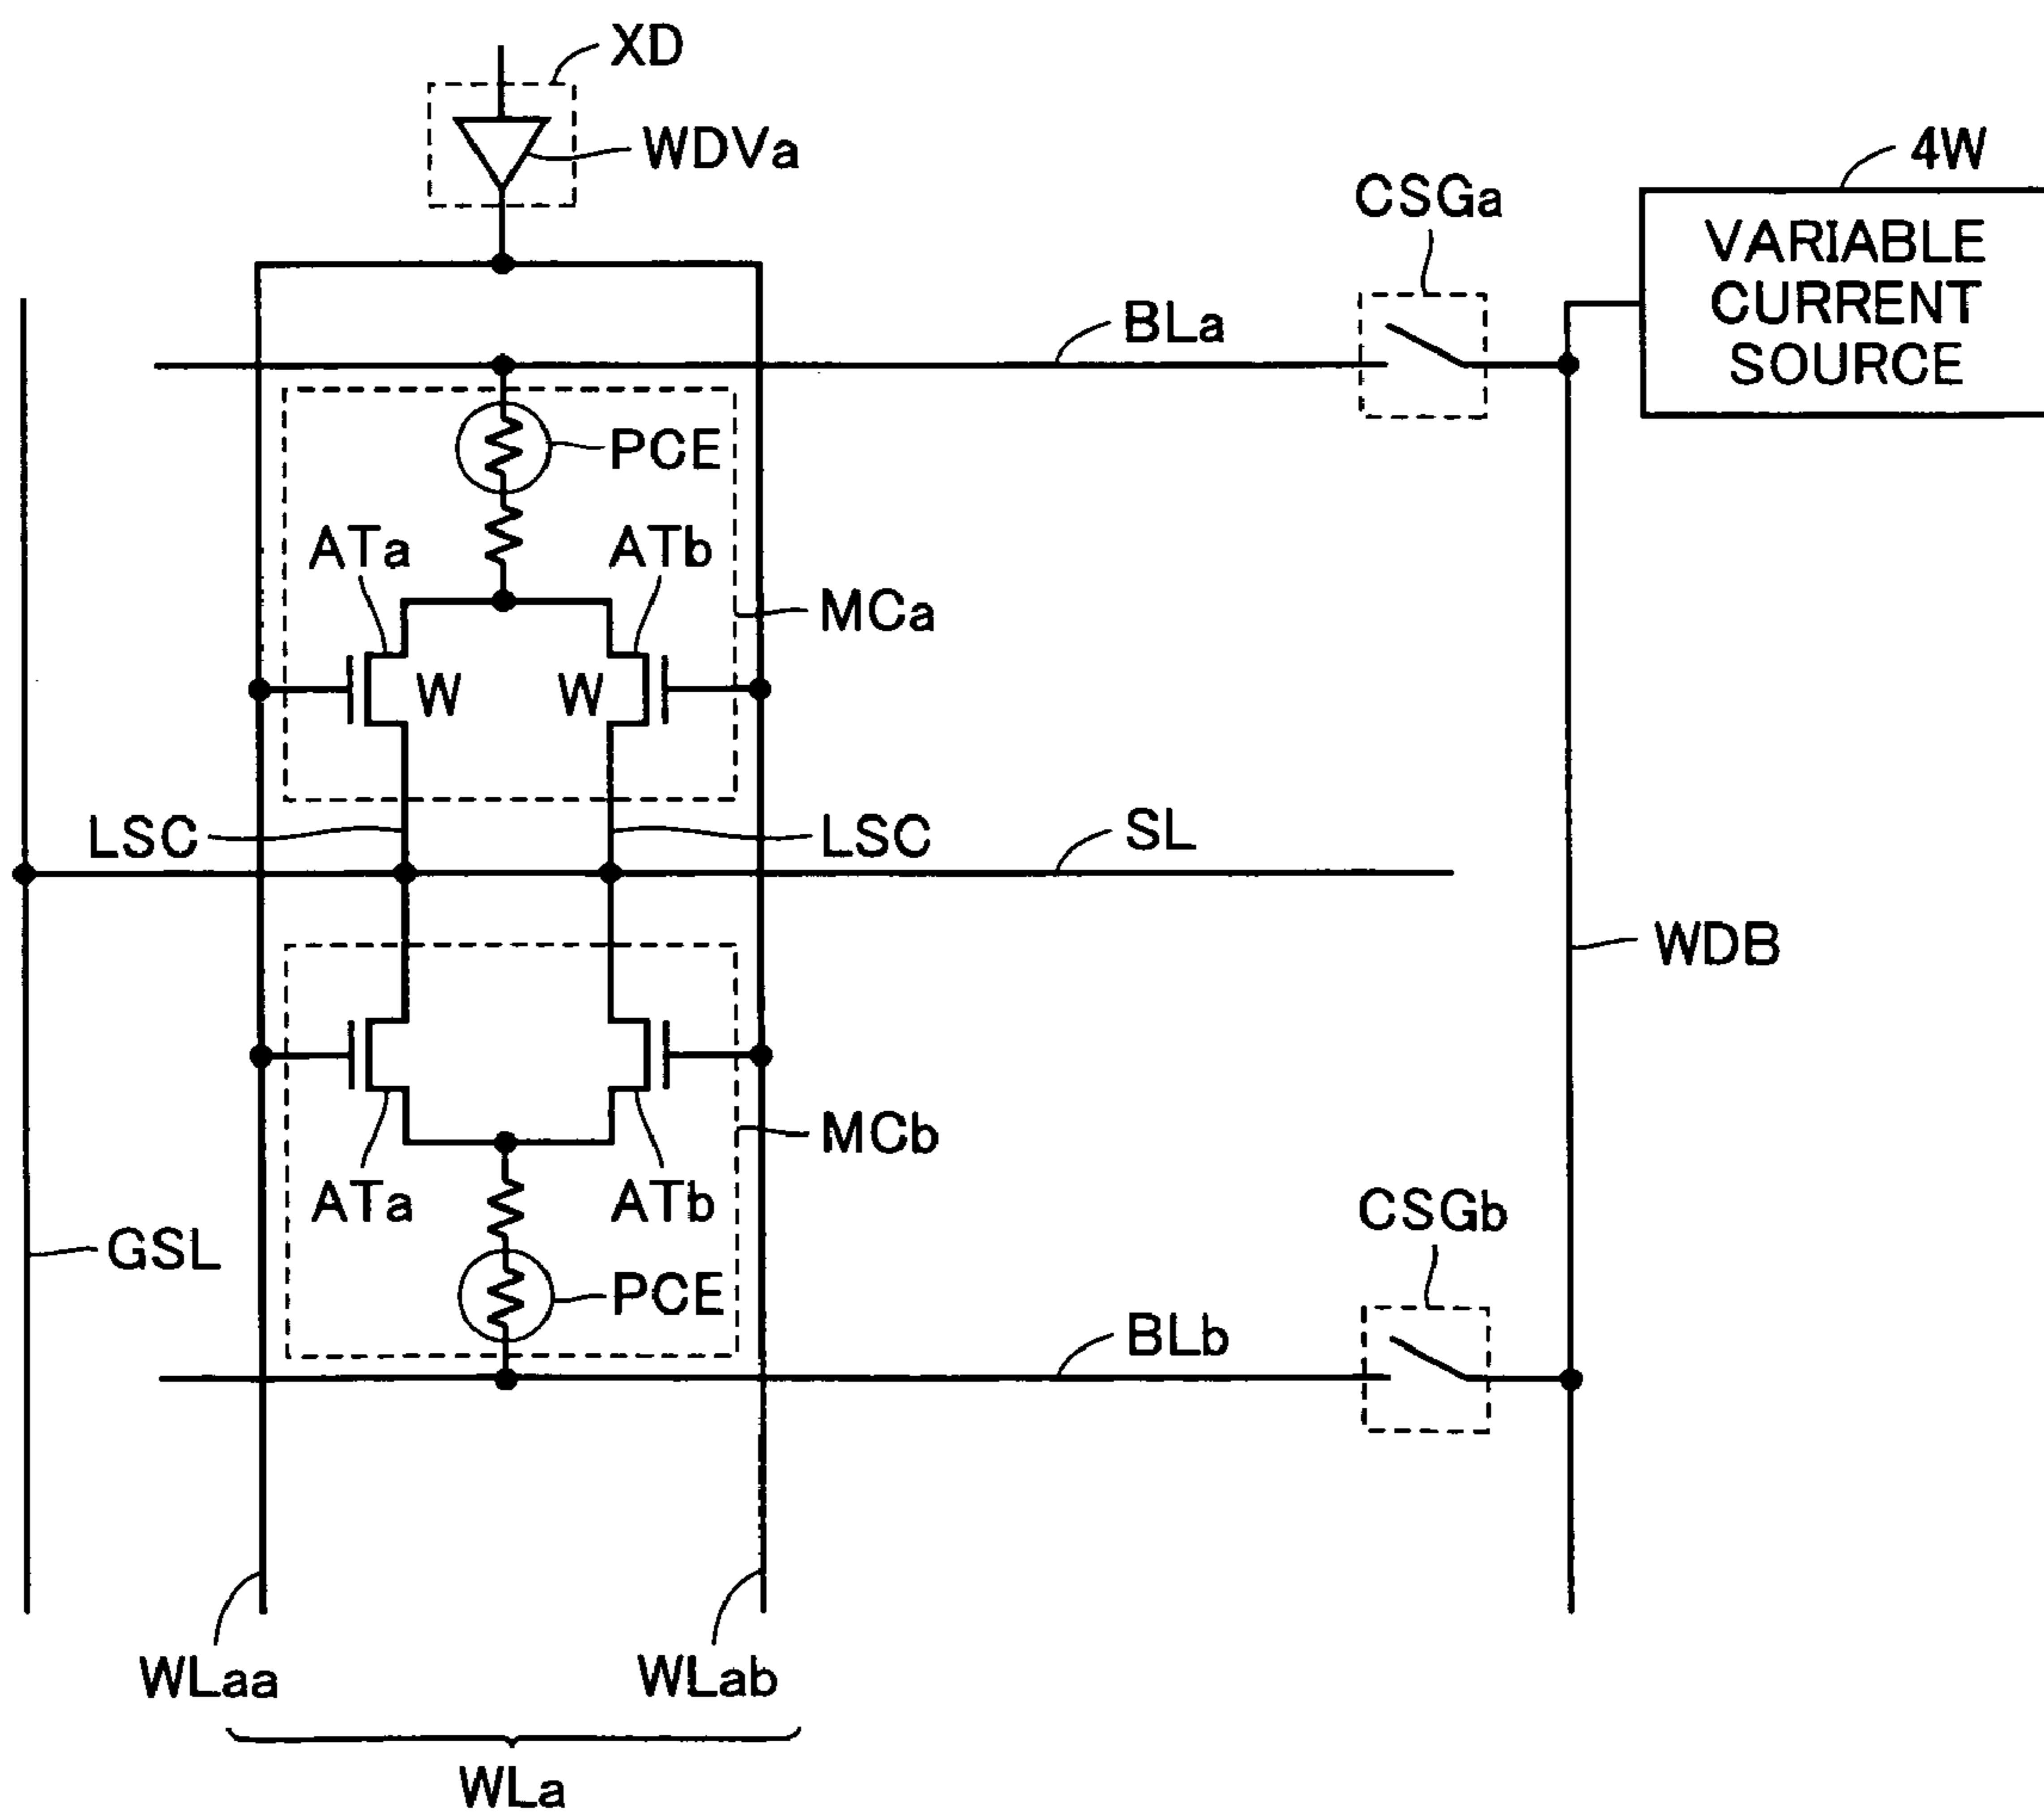 XD
WDVa
4W
CSGa
VARIABLE
CURRENT
SOURCE
BLa
PCE
ATa
ATb
MCa
W
W
LSC
LSC
SL
WDB
MCb
ATa
ATb
CSGb
GSL
PCE
BLb
WLaa
WLab
WLa